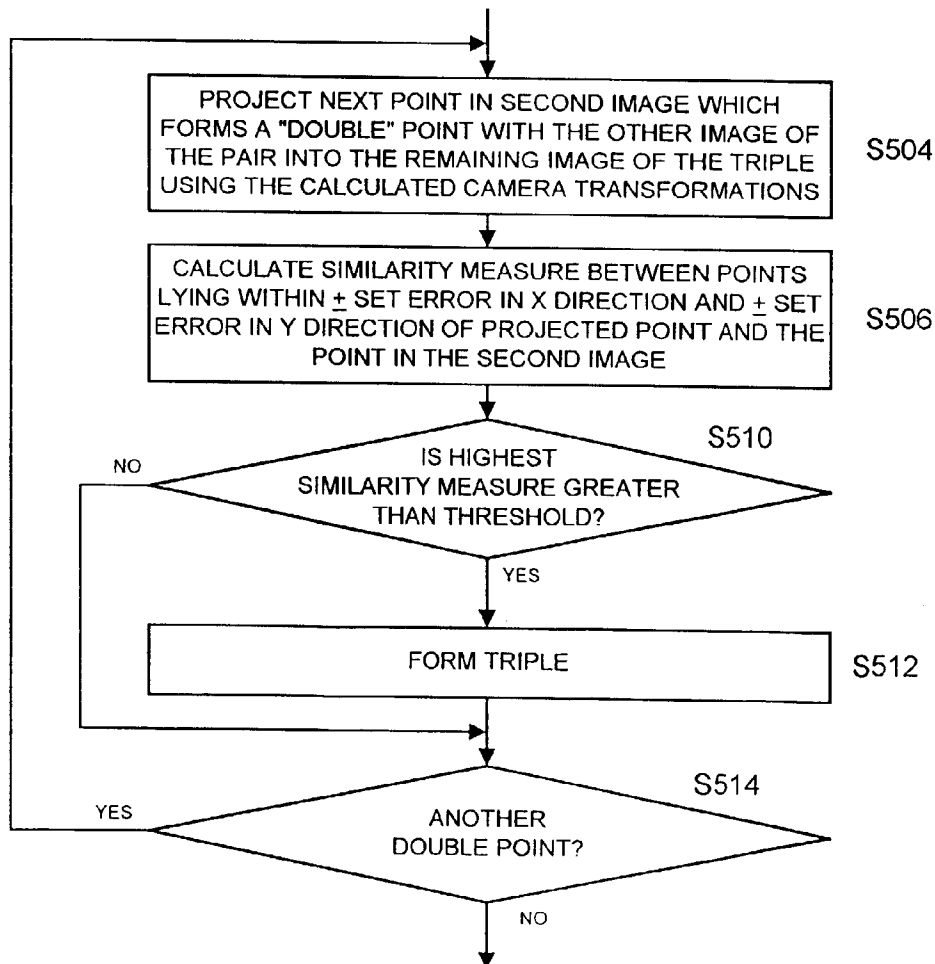 PROJECT NEXT POINT IN SECOND IMAGE WHICH
FORMS A "DOUBLE" POINT WITH THE OTHER IMAGE OF
THE PAIR INTO THE REMAINING IMAGE OF THE TRIPLE
USING THE CALCULATED CAMERA TRANSFORMATIONS
S504
CALCULATE SIMILARITY MEASURE BETWEEN POINTS
LYING WITHIN ± SET ERROR IN X DIRECTION AND ± SET
ERROR IN Y DIRECTION OF PROJECTED POINT AND THE
POINT IN THE SECOND IMAGE
S506
S510
NO
IS HIGHEST
SIMILARITY MEASURE GREATER
THAN THRESHOLD?
YES
FORM TRIPLE
S512
S514
YES
ANOTHER
DOUBLE POINT?
NO